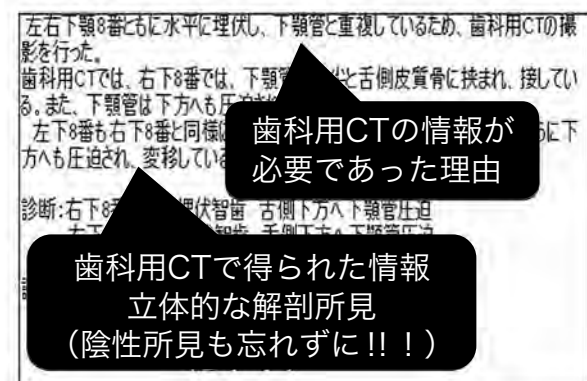 左右下顎8番ともに水平に埋伏し、下顎管と重複しているため、歯科用CTの撮
影を行った。
歯科用CTでは、右下8番では、下顎管 と舌側皮質骨に挟まれ、接してい
る。また、下顎管は下方へも圧迫され
左下8番も右下8番と同様に 下
方へも圧迫され、変移している
歯科用CTの情報が
必要であった理由
診断:右下8 埋伏智歯 舌側下方へ下顎管圧迫
歯科用CTで得られた情報
立体的な解剖所見
（陰性所見も忘れずに!!！）